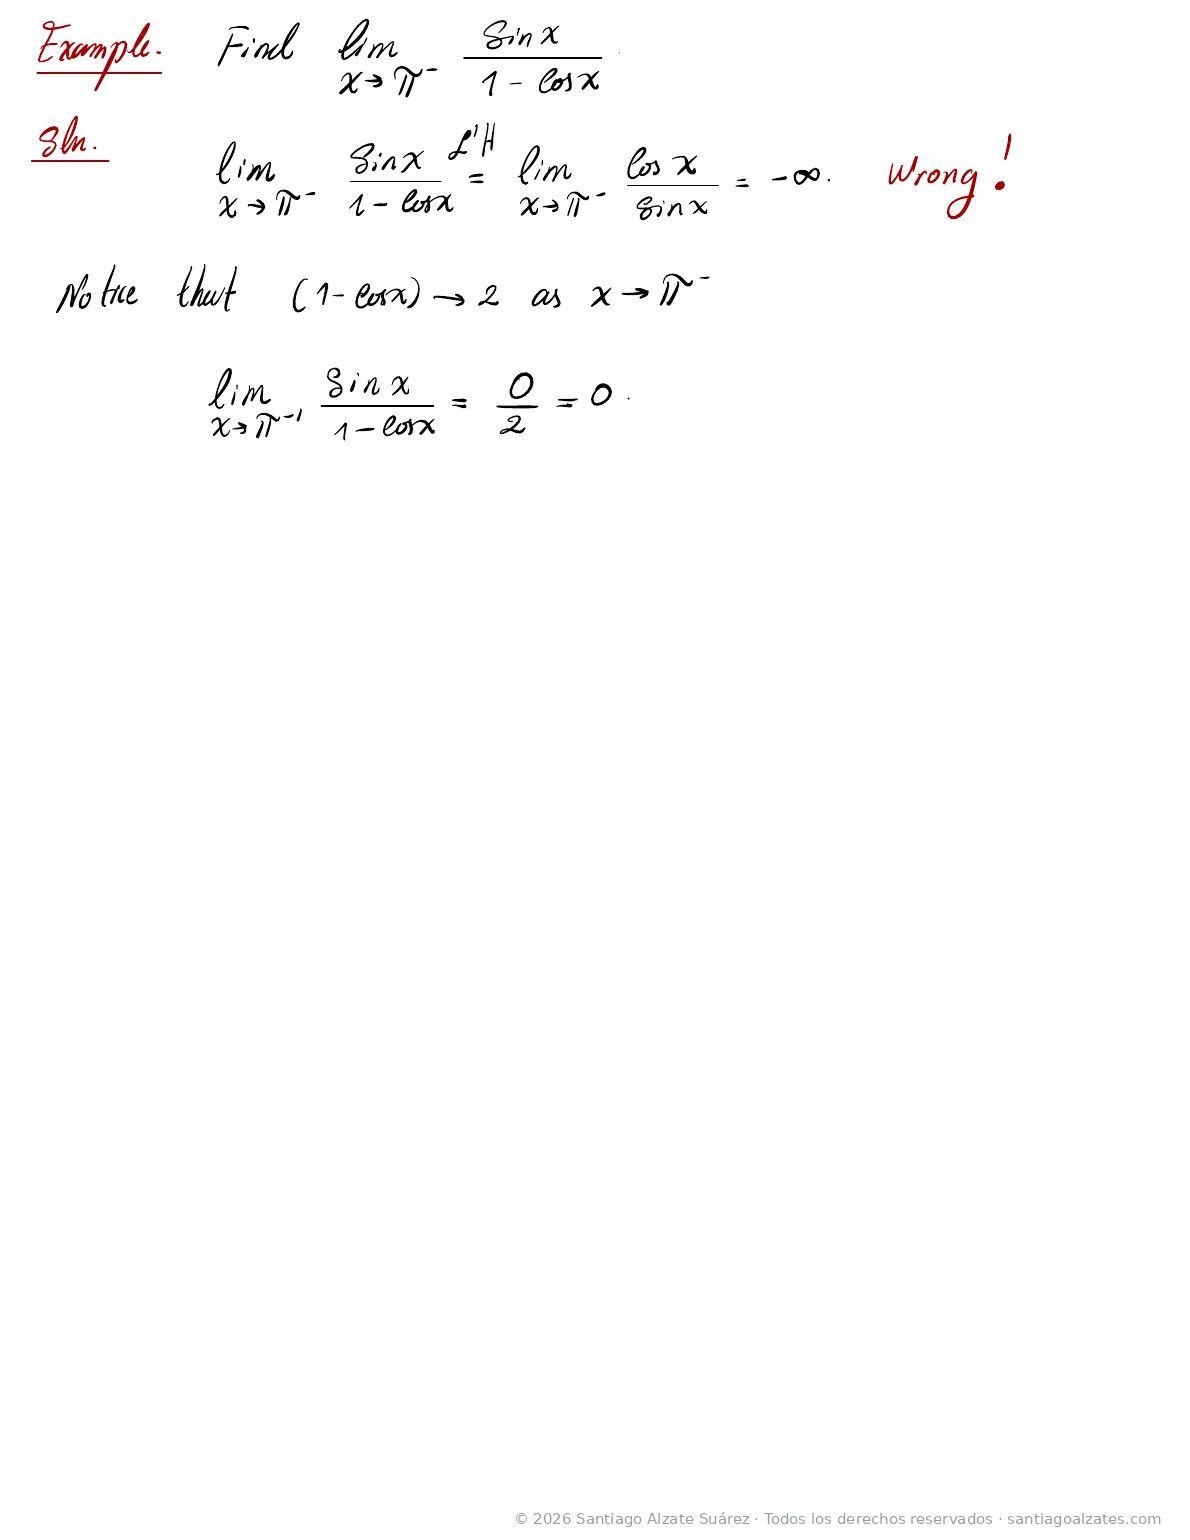 Example. Find lim x→π⁻ sin x / 1 - cos x
Sln.
lim x→π⁻ sin x / 1 - cos x L'H = lim x→π⁻ cos x / sin x = -∞. Wrong!
Notice that (1 - cos x) → 2 as x → π⁻
lim x→π⁻¹ sin x / 1 - cos x = 0 / 2 = 0.
© 2026 Santiago Alzate Suárez · Todos los derechos reservados · santiagoalzates.com